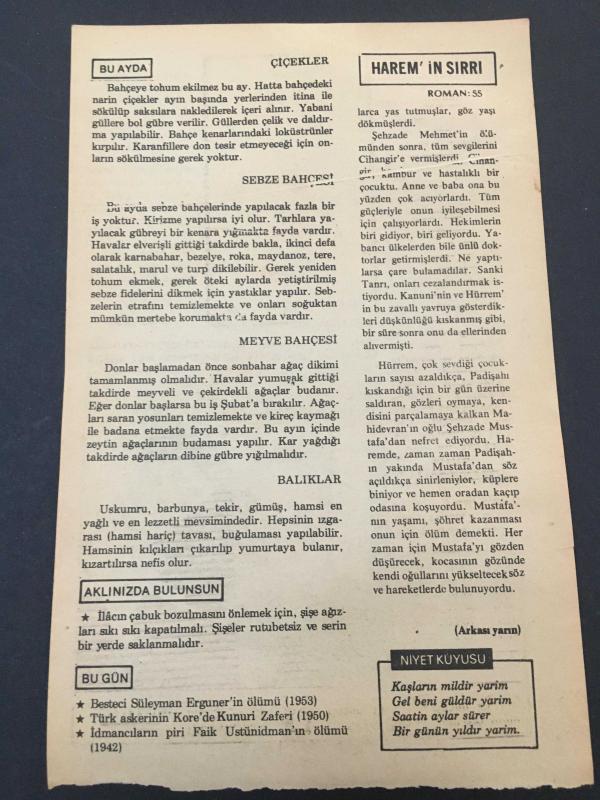 BU AYDA
ÇİÇEKLER
Bahçeye tohum ekilmez bu ay. Hatta bahçedeki
narin çiçekler ayın başında yerlerinden itina ile
sökülüp saksılara nakledilerek içeri alınır. Yabani
güllere bol gübre verilir. Güllerden çelik ve daldır-
ma yapılabilir. Bahçe kenarlarındaki loküstrünler
kırpılır. Karanfillere don tesir etmeyeceği için on-
ların sökülmesine gerek yoktur.
SEBZE BAHÇESİ
Bu ayda sebze bahçelerinde yapılacak fazla bir
iş yoktur. Kirizme yapılırsa iyi olur. Tarhlara ya-
yılacak gübreyi bir kenara yığmakta fayda vardır.
Havalar elverişli gittiği takdirde bakla, ikinci defa
olarak karnabahar, bezelye, roka, maydanoz, tere,
salatalık, marul ve turp dikilebilir. Gerek yeniden
tohum ekmek, gerek öteki aylarda yetiştirilmiş
sebze fidelerini dikmek için yastıklar yapılır. Seb-
zelerin etrafını temizlemekte ve onları soğuktan
mümkün mertebe korumakta da fayda vardır.
MEYVE BAHÇESİ
Donlar başlamadan önce sonbahar ağaç dikimi
tamamlanmış olmalıdır. Havalar yumuşak gittiği
takdirde meyveli ve çekirdekli ağaçlar budanır.
Eğer donlar başlarsa bu iş Şubat'a bırakılır. Ağaç-
ları saran yosunları temizlemekte ve kireç kaymağı
ile badana etmekte fayda vardır. Bu ayın içinde
zeytin ağaçlarının budaması yapılır. Kar yağdığı
takdirde ağaçların dibine gübre yığılmalıdır.
BALIKLAR
Uskumru, barbunya, tekir, gümüş, hamsi en
yağlı ve en lezzetli mevsimindedir. Hepsinin ızga-
rası (hamsi hariç) tavası, buğulaması yapılabilir.
Hamsinin kılçıkları çıkarılıp yumurtaya bulanır,
kızartılırsa nefis olur.
AKLINIZDA BULUNSUN
★ İlâcın çabuk bozulmasını önlemek için, şişe ağız-
ları sıkı sıkı kapatılmalı. Şişeler rutubetsiz ve serin
bir yerde saklanmalıdır.
BU GÜN
★ Besteci Süleyman Erguner'in ölümü (1953)
★ Türk askerinin Kore'de Kunuri Zaferi (1950)
★ İdmancıların piri Faik Üstünidman'ın ölümü
(1942)
HAREM' İN SIRRI
ROMAN: 55
larca yas tutmuşlar, göz yaşı
dökmüşlerdi.
Şehzade Mehmet'in ölü-
münden sonra, tüm sevgilerini
Cihangir'e vermişlerdi. Cihan-
gir, kambur ve hastalıklı bir
çocuktu. Anne ve baba ona bu
yüzden çok acıyorlardı. Tüm
güçleriyle onun iyileşebilmesi
için çalışıyorlardı. Hekimlerin
biri gidiyor, biri geliyordu. Ya-
bancı ülkelerden bile ünlü dok-
torlar getirmişlerdi. Ne yaptı-
larsa çare bulamadılar. Sanki
Tanrı, onları cezalandırmak is-
tiyordu. Kanuni'nin ve Hürrem'
in bu zavallı yavruya gösterdik-
leri düşkünlüğü kıskanmış gibi,
bir süre sonra onu da ellerinden
alıvermişti.
Hürrem, çok sevdiği çocuk-
ların sayısı azaldıkça, Padişahı
kıskandığı için bir gün üzerine
saldıran, gözleri oymaya, ken-
disini parçalamaya kalkan Ma-
hidevran'ın oğlu Şehzade Mus-
tafa'dan nefret ediyordu. Ha-
remde, zaman zaman Padişah-
ın yakında Mustafa'dan söz
açıldıkça sinirleniyor, küplere
biniyor ve hemen oradan kaçıp
odasına koşuyordu. Mustafa'-
nın yaşamı, şöhret kazanması
onun için ölüm demekti. Her
zaman için Mustafa'yı gözden
düşürecek, kocasının gözünde
kendi oğullarını yükseltecek söz
ve hareketlerde bulunuyordu.
(Arkası yarın)
NİYET KUYUSU
Kaşların mildir yarim
Gel beni güldür yarim
Saatin aylar sürer
Bir günün yıldır yarim.